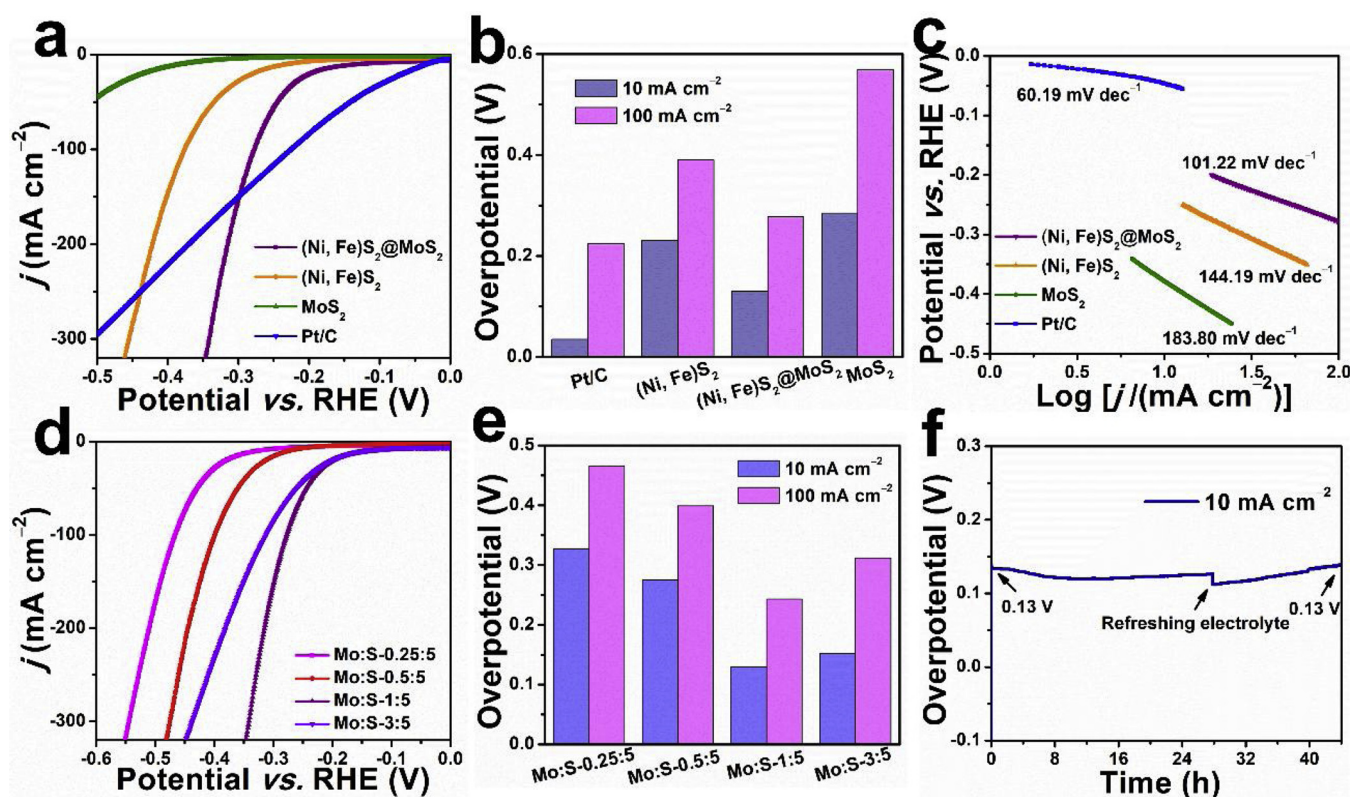 a
0
-100
-200
-300
j (mA cm⁻²)
(Ni, Fe)S₂@MoS₂
(Ni, Fe)S₂
MoS₂
Pt/C
-0.5 -0.4 -0.3 -0.2 -0.1 0.0
Potential vs. RHE (V)
b
0.6
0.4
0.2
0.0
Overpotential (V)
10 mA cm⁻²
100 mA cm⁻²
Pt/C (Ni, Fe)S₂ (Ni, Fe)S₂@MoS₂ MoS₂
c
0.0
-0.1
-0.2
-0.3
-0.4
-0.5
Potential vs. RHE (V)
60.19 mV dec⁻¹
101.22 mV dec⁻¹
(Ni, Fe)S₂@MoS₂
(Ni, Fe)S₂
144.19 mV dec⁻¹
MoS₂
Pt/C
183.80 mV dec⁻¹
0.0 0.5 1.0 1.5 2.0
Log [j /(mA cm⁻²)]
d
0
-100
-200
-300
j (mA cm⁻²)
Mo:S-0.25:5
Mo:S-0.5:5
Mo:S-1:5
Mo:S-3:5
-0.6 -0.5 -0.4 -0.3 -0.2 -0.1 0.0
Potential vs. RHE (V)
e
0.5
0.4
0.3
0.2
0.1
0.0
Overpotential (V)
10 mA cm⁻²
100 mA cm⁻²
Mo:S-0.25:5 Mo:S-0.5:5 Mo:S-1:5 Mo:S-3:5
f
0.3
0.2
0.1
0.0
-0.1
Overpotential (V)
10 mA cm⁻²
0.13 V
Refreshing electrolyte
0.13 V
0 8 16 24 32 40
Time (h)